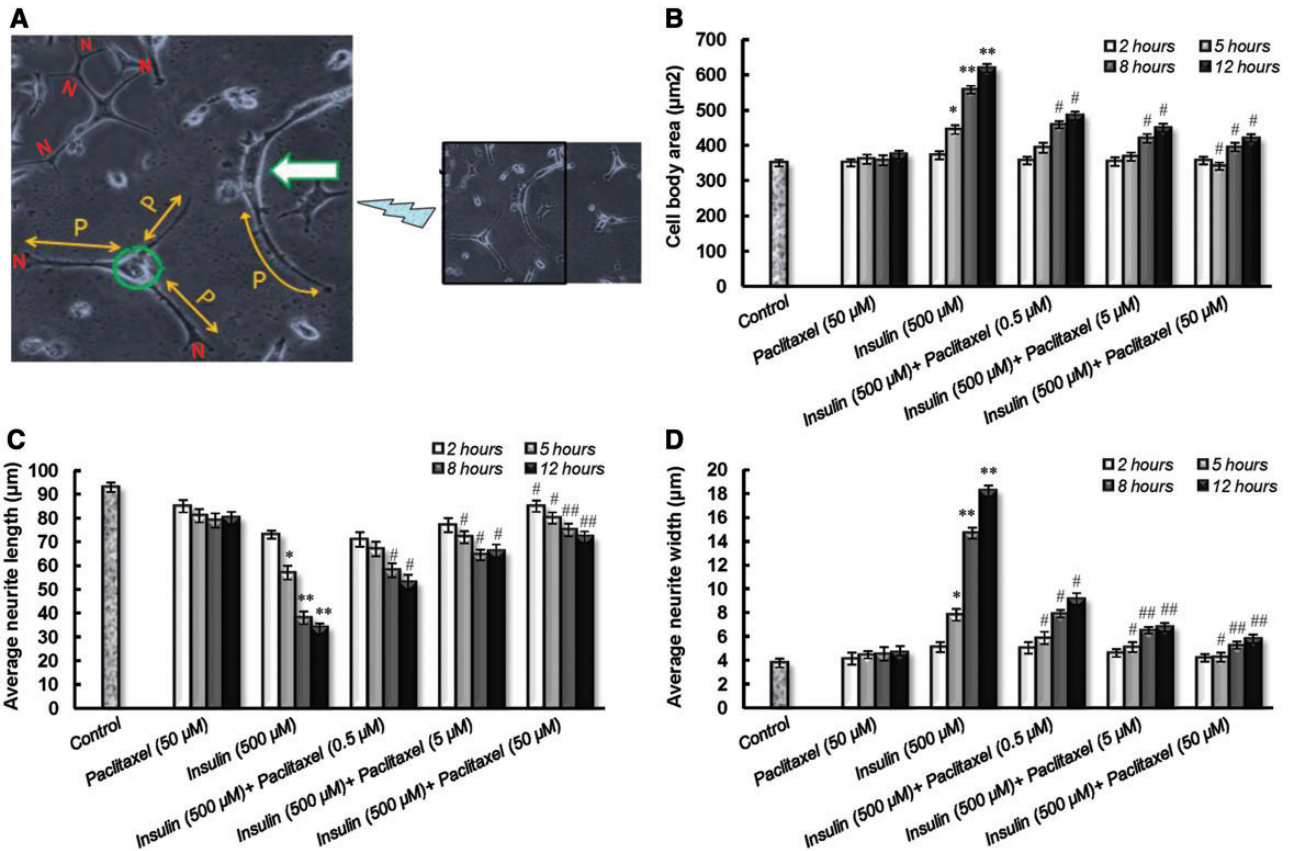 A
N
N
N
N
P
P
P
P
N
N
B
Cell body area (µm2)
2 hours 5 hours
8 hours 12 hours
700
600
500
400
300
200
100
0
* ** **
# #
# #
# # #
Control
Paclitaxel (50 µM)
Insulin (500 µM)
Insulin (500 µM)+ Paclitaxel (0.5 µM)
Insulin (500 µM)+ Paclitaxel (5 µM)
Insulin (500 µM)+ Paclitaxel (50 µM)
C
Average neurite length (µm)
2 hours 5 hours
8 hours 12 hours
100
90
80
70
60
50
40
30
20
10
0
* ** **
# #
# # #
# # ## ##
Control
Paclitaxel (50 µM)
Insulin (500 µM)
Insulin (500 µM)+ Paclitaxel (0.5 µM)
Insulin (500 µM)+ Paclitaxel (5 µM)
Insulin (500 µM)+ Paclitaxel (50 µM)
D
Average neurite width (µm)
2 hours 5 hours
8 hours 12 hours
20
18
16
14
12
10
8
6
4
2
0
* ** **
# # #
# ## ##
# ## ##
Control
Paclitaxel (50 µM)
Insulin (500 µM)
Insulin (500 µM)+ Paclitaxel (0.5 µM)
Insulin (500 µM)+ Paclitaxel (5 µM)
Insulin (500 µM)+ Paclitaxel (50 µM)